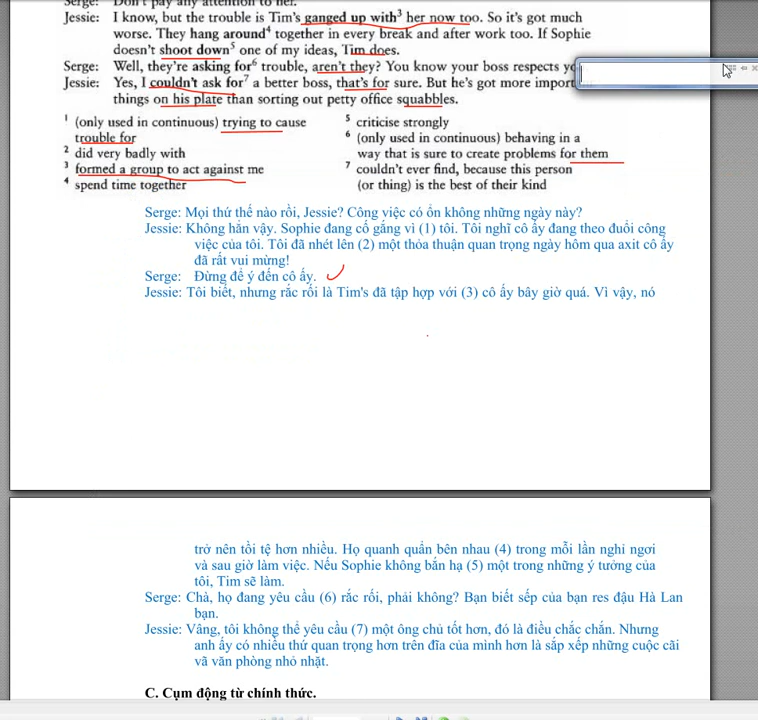 Serge: Don't pay any attention to her.
Jessie: I know, but the trouble is Tim's ganged up with³ her now too. So it's got much
worse. They hang around⁴ together in every break and after work too. If Sophie
doesn't shoot down⁵ one of my ideas, Tim does.
Serge: Well, they're asking for⁶ trouble, aren't they? You know your boss respects
Jessie: Yes, I couldn't ask for⁷ a better boss, that's for sure. But he's got more
things on his plate than sorting out petty office squabbles.
¹ (only used in continuous) trying to cause
trouble for
² did very badly with
³ formed a group to act against me
⁴ spend time together
⁵ criticise strongly
⁶ (only used in continuous) behaving in a
way that is sure to create problems for them
⁷ couldn't ever find, because this person
(or thing) is the best of their kind
Serge: Mọi thứ thế nào rồi, Jessie? Công việc có ổn không những ngày này?
Jessie: Không hẳn vậy. Sophie đang cố gắng vì (1) tôi. Tôi nghĩ cô ấy đang theo đuổi công
việc của tôi. Tôi đã nhét lên (2) một thỏa thuận quan trọng ngày hôm qua axit cô ấy
đã rất vui mừng!
Serge: Đừng để ý đến cô ấy.
Jessie: Tôi biết, nhưng rắc rối là Tim's đã tập hợp với (3) cô ấy bây giờ quá. Vì vậy, nó
trở nên tồi tệ hơn nhiều. Họ quanh quẩn bên nhau (4) trong mỗi lần nghỉ ngơi
và sau giờ làm việc. Nếu Sophie không bắn hạ (5) một trong những ý tưởng của
tôi, Tim sẽ làm.
Serge: Chà, họ đang yêu cầu (6) rắc rối, phải không? Bạn biết sếp của bạn res đậu Hà Lan
bạn.
Jessie: Vâng, tôi không thể yêu cầu (7) một ông chủ tốt hơn, đó là điều chắc chắn. Nhưng
anh ấy có nhiều thứ quan trọng hơn trên đĩa của mình hơn là sắp xếp những cuộc cãi
vã văn phòng nhỏ nhặt.
C. Cụm động từ chính thức.